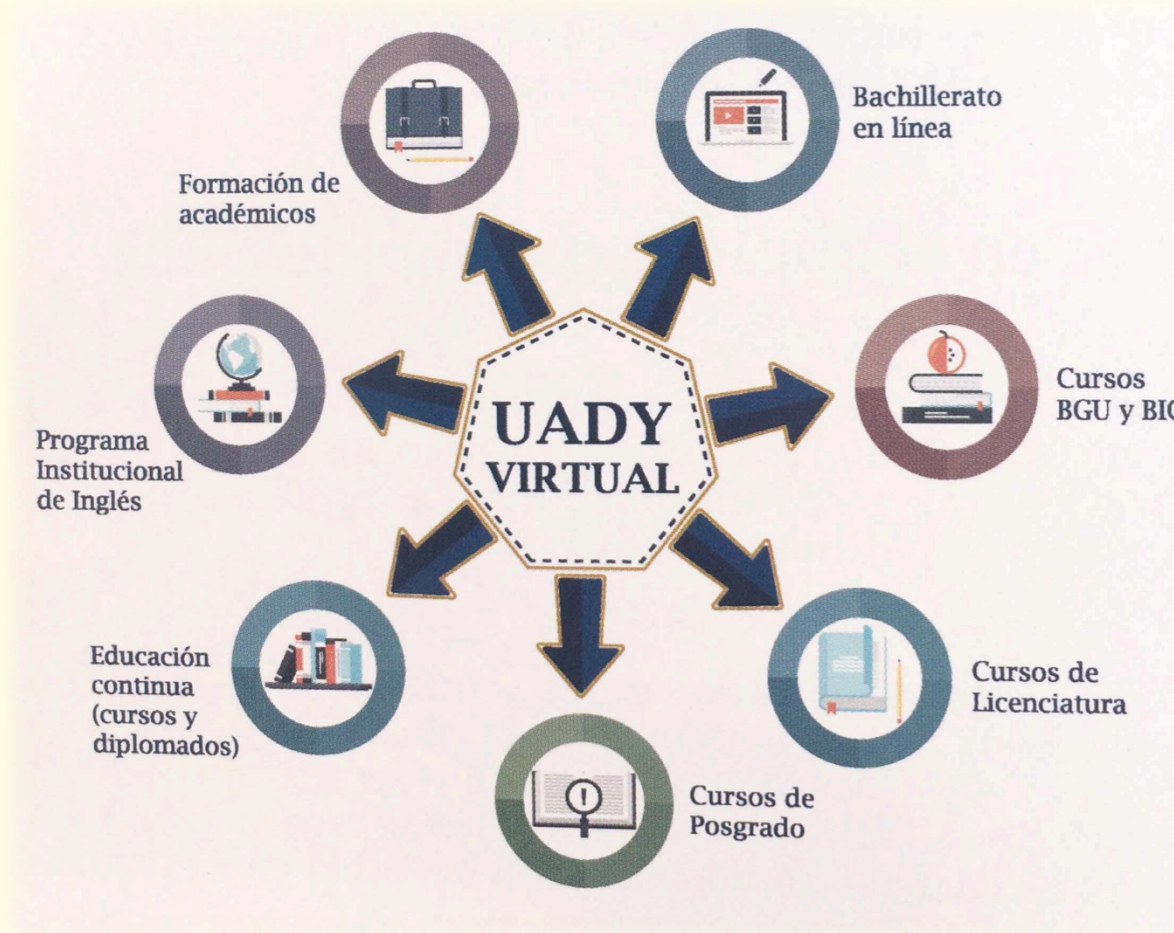 Formación de
académicos
Bachillerato
en línea
Cursos
BGU y
Programa
Institucional
de Inglés
UADY
VIRTUAL
Educación
continua
(cursos y
diplomados)
Cursos de
Licenciatura
Cursos de
Posgrado